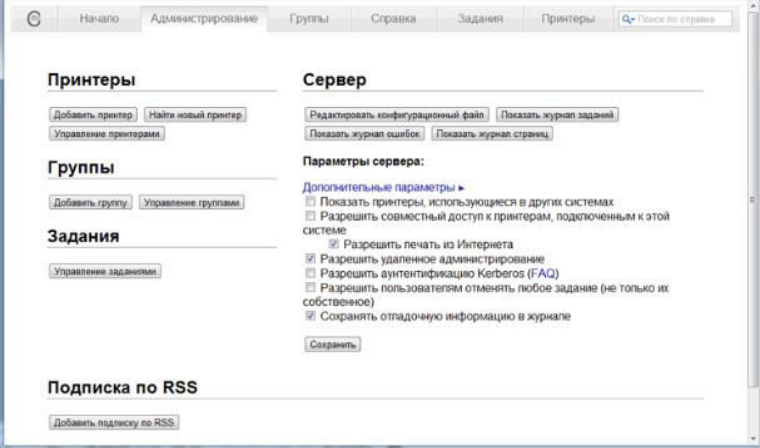 Начало Администрирование Группы Справка Задания Принтеры Поиск по справке
Принтеры
Добавить принтер Найти новый принтер
Управление принтерами
Группы
Добавить группу Управление группами
Задания
Управление заданиями
Сервер
Редактировать конфигурационный файл Показать журнал заданий
Показать журнал ошибок Показать журнал страниц
Параметры сервера:
Дополнительные параметры ▸
Показать принтеры, использующиеся в других системах
Разрешить совместный доступ к принтерам, подключенным к этой
системе
Разрешить печать из Интернета
Разрешить удаленное администрирование
Разрешить аунтентификацию Kerberos (FAQ)
Разрешить пользователям отменять любое задание (не только их
собственное)
Сохранять отладочную информацию в журнале
Сохранить
Подписка по RSS
Добавить подписку по RSS